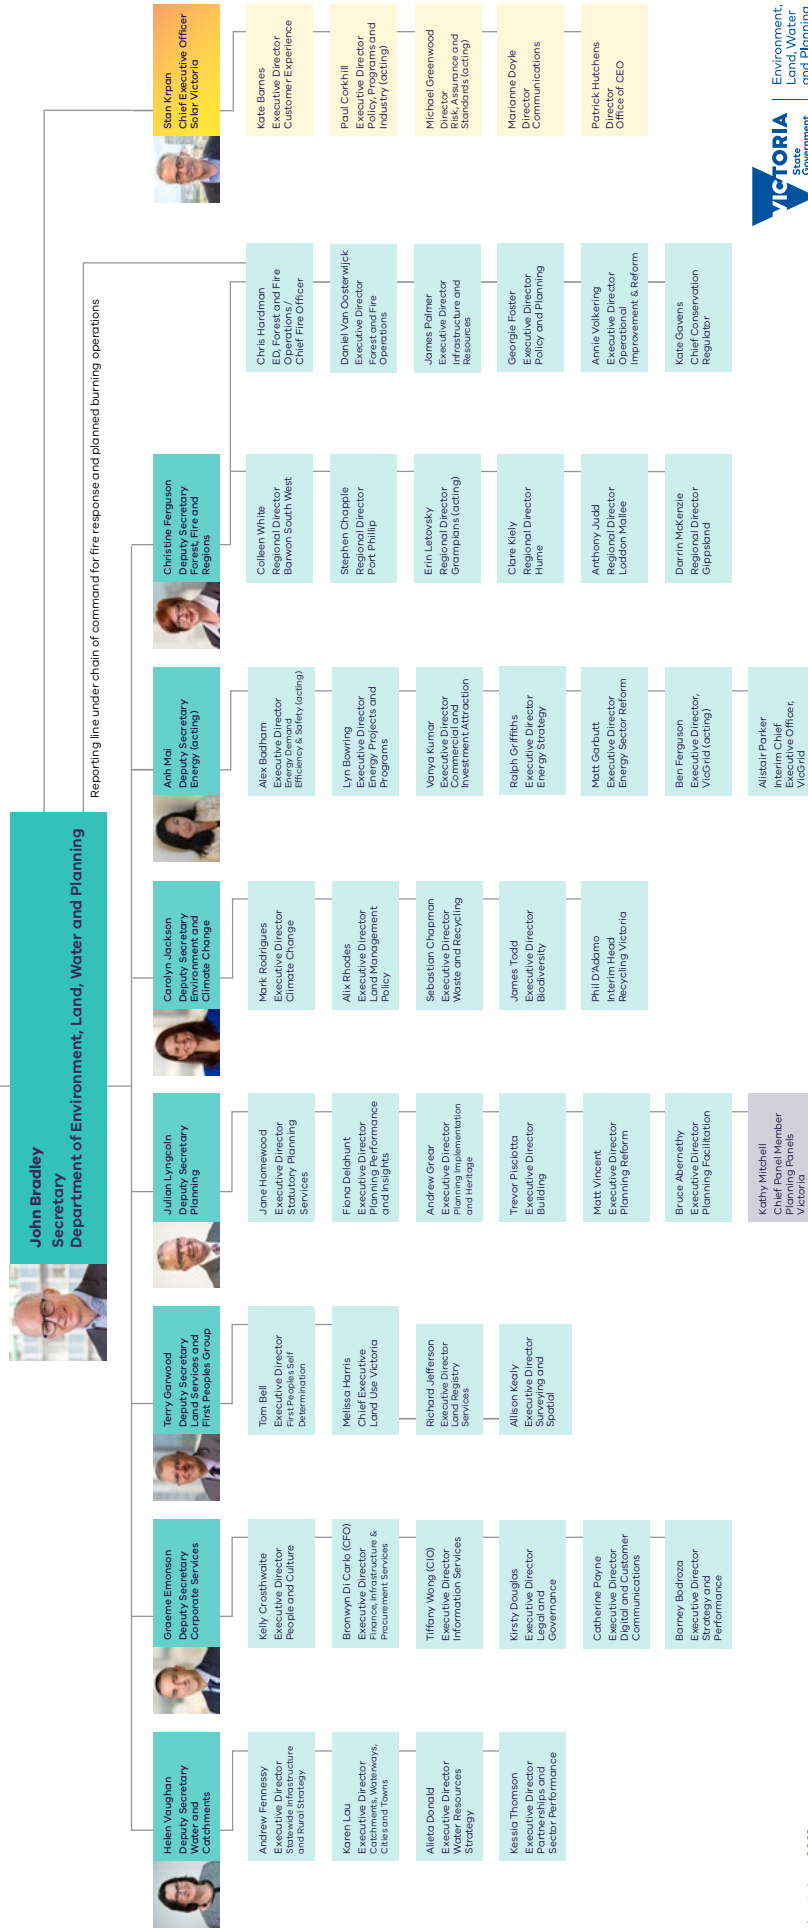 John Bradley
Secretary
Department of Environment, Land, Water and Planning
Reporting line under chain of command for fire response and planned burning operations
Helen Vaughan
Deputy Secretary
Water and
Catchments
Andrew Fennessy
Executive Director
Statewide Infrastructure
and Rural Strategy
Karen Lau
Executive Director
Catchments, Waterways,
Cities and Towns
Alieta Donald
Executive Director
Water Resources
Strategy
Kessia Thomson
Executive Director
Partnerships and
Sector Performance
Graeme Emonson
Deputy Secretary
Corporate Services
Kelly Crosthwaite
Executive Director
People and Culture
Bronwyn Di Carlo (CFO)
Executive Director
Finance, Infrastructure &
Procurement Services
Tiffany Wong (CIO)
Executive Director
Information Services
Kirsty Douglas
Executive Director
Legal and
Governance
Catherine Payne
Executive Director
Digital and Customer
Communications
Barney Bodroza
Executive Director
Strategy and
Performance
Terry Garwood
Deputy Secretary
Land Services and
First Peoples Group
Tom Bell
Executive Director
First Peoples Self
Determination
Melissa Harris
Chief Executive
Land Use Victoria
Richard Jefferson
Executive Director
Land Registry
Services
Allison Kealy
Executive Director
Surveying and
Spatial
Julian Lyngcoln
Deputy Secretary
Planning
Jane Homewood
Executive Director
Statutory Planning
Services
Fiona Delahunt
Executive Director
Planning Performance
and Insights
Andrew Grear
Executive Director
Planning Implementation
and Heritage
Trevor Pisciotta
Executive Director
Building
Matt Vincent
Executive Director
Planning Reform
Bruce Abernethy
Executive Director
Planning Facilitation
Kathy Mitchell
Chief Panel Member
Planning Panels
Victoria
Carolyn Jackson
Deputy Secretary
Environment and
Climate Change
Mark Rodrigues
Executive Director
Climate Change
Alix Rhodes
Executive Director
Land Management
Policy
Sebastian Chapman
Executive Director
Waste and Recycling
James Todd
Executive Director
Biodiversity
Phil D'Adamo
Interim Head
Recycling Victoria
Anh Mai
Deputy Secretary
Energy (acting)
Alex Badham
Executive Director
Energy Demand
Efficiency & Safety (acting)
Lyn Bowring
Executive Director
Energy Projects and
Programs
Vanya Kumar
Executive Director
Commercial and
Investment Attraction
Ralph Griffiths
Executive Director
Energy Strategy
Matt Garbutt
Executive Director
Energy Sector Reform
Ben Ferguson
Executive Director,
VicGrid (acting)
Alistair Parker
Interim Chief
Executive Officer,
VicGrid
Christine Ferguson
Deputy Secretary
Forest, Fire and
Regions
Colleen White
Regional Director
Barwon South West
Stephen Chapple
Regional Director
Port Phillip
Erin Letovsky
Regional Director
Grampians (acting)
Clare Kiely
Regional Director
Hume
Anthony Judd
Regional Director
Loddon Mallee
Darrin McKenzie
Regional Director
Gippsland
Chris Hardman
ED, Forest and Fire
Operations /
Chief Fire Officer
Daniel Van Oosterwijck
Executive Director
Forest and Fire
Operations
James Palmer
Executive Director
Infrastructure and
Resources
Georgie Foster
Executive Director
Policy and Planning
Annie Volkering
Executive Director
Operational
Improvement & Reform
Kate Gavens
Chief Conservation
Regulator
Stan Krpan
Chief Executive Officer
Solar Victoria
Kate Barnes
Executive Director
Customer Experience
Paul Corkhill
Executive Director
Policy, Programs and
Industry (acting)
Michael Greenwood
Director
Risk, Assurance and
Standards (acting)
Marianne Doyle
Director
Communications
Patrick Hutchens
Director
Office of CEO
VICTORIA
State
Government
Environment,
Land, Water
and Planning